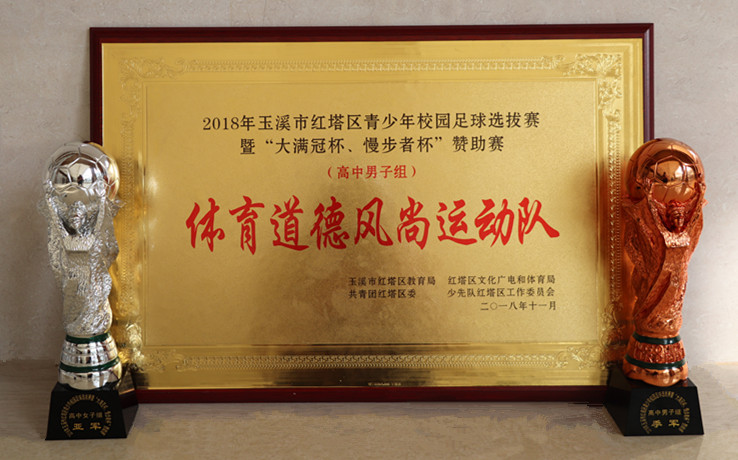 2018年玉溪市红塔区青少年校园足球选拔赛
暨“大满冠杯、慢步者杯”赞助赛
（高中男子组）
体育道德风尚运动队
玉溪市红塔区教育局 红塔区文化广电和体育局
共青团红塔区委 少先队红塔区工作委员会
二〇一八年十一月
高中女子组
亚军
高中男子组
季军